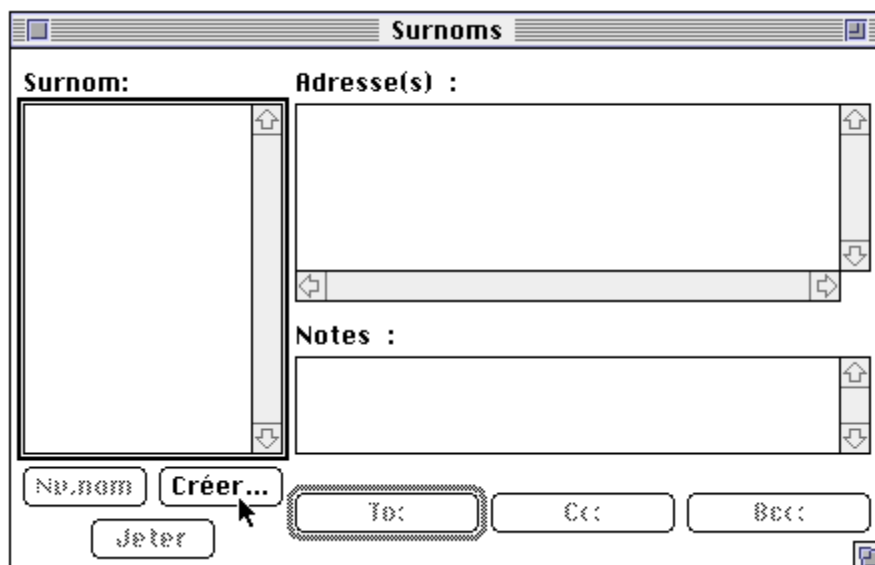 Surnoms
Surnom:
Adresse(s) :
Notes :
Nv.nom
Créer...
To:
Cc:
Bcc:
Jeter